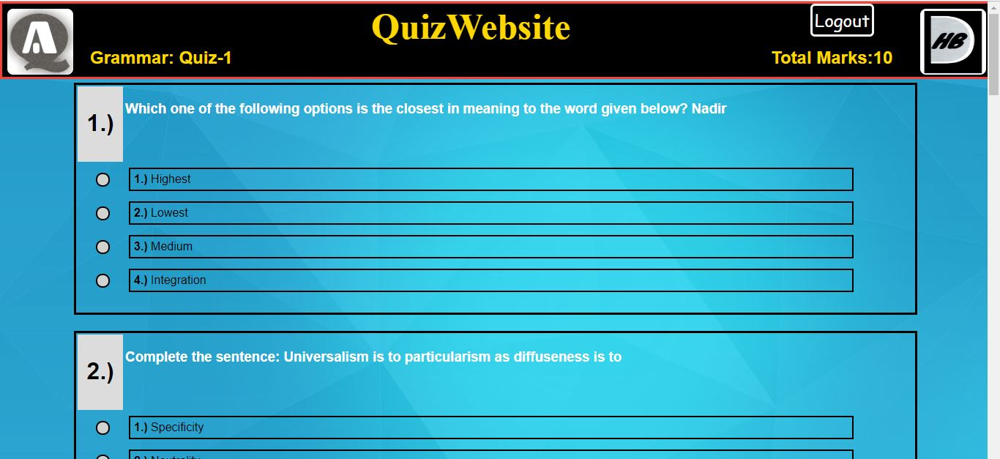 QuizWebsite
Logout
Grammar: Quiz-1
Total Marks:10
HB
1.)
Which one of the following options is the closest in meaning to the word given below? Nadir
1.) Highest
2.) Lowest
3.) Medium
4.) Integration
2.)
Complete the sentence: Universalism is to particularism as diffuseness is to
1.) Specificity